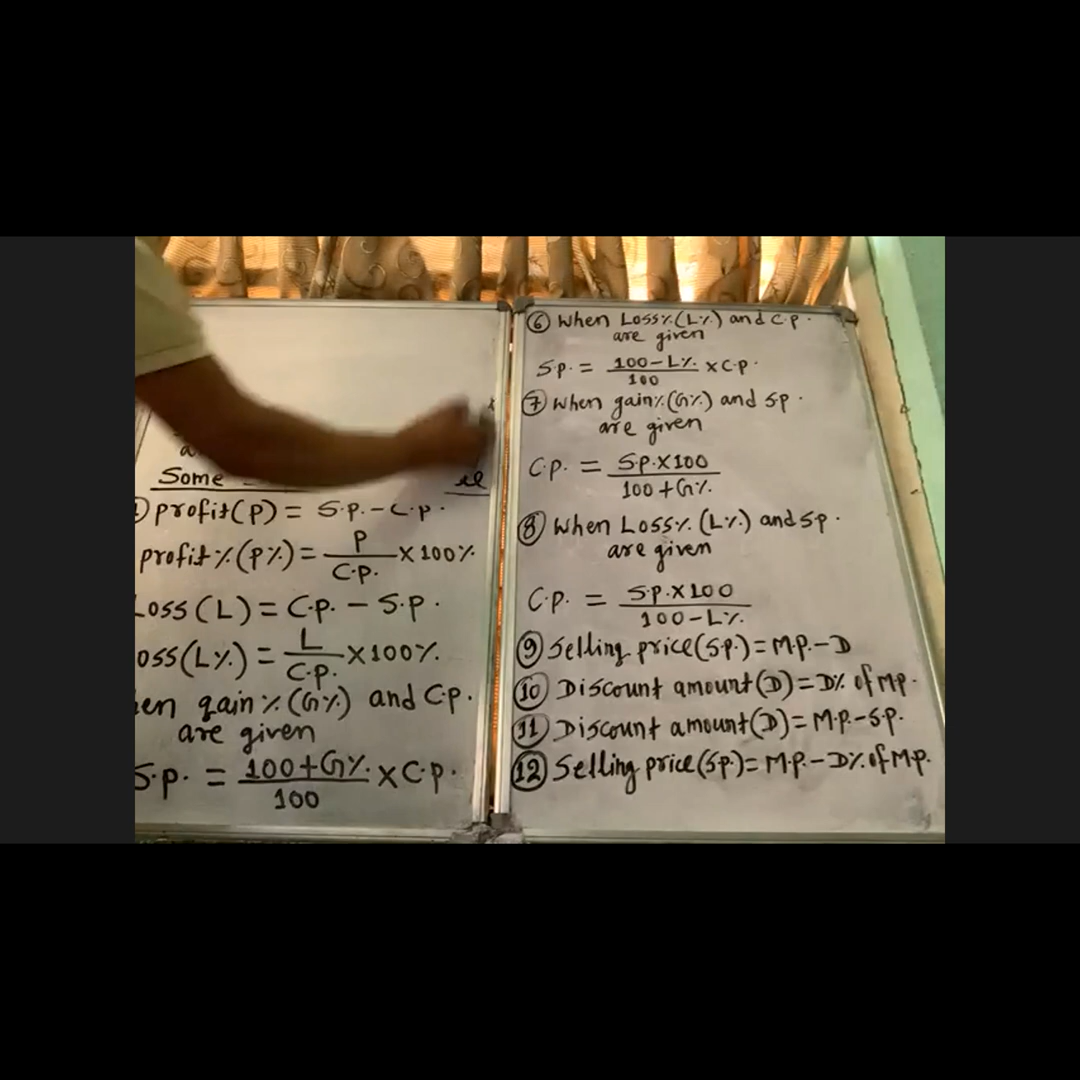 Some
profit(P) = S.P. - C.P.
profit%(P%) = P/C.P. × 100%
Loss(L) = C.P. - S.P.
oss(L%) = L/C.P. × 100%
en gain%(G%) and C.P.
are given
S.P. = 100+G%/100 × C.P.
⑥ When Loss%(L%) and C.P.
are given
S.P. = 100-L%/100 × C.P.
⑦ When gain%(G%) and S.P.
are given
C.P. = S.P.×100/100+G%
⑧ When Loss%(L%) and S.P.
are given
C.P. = S.P.×100/100-L%
⑨ Selling price(S.P.) = M.P. - D
⑩ Discount amount(D) = D% of M.P.
⑪ Discount amount(D) = M.P. - S.P.
⑫ Selling price(S.P.) = M.P. - D% of M.P.